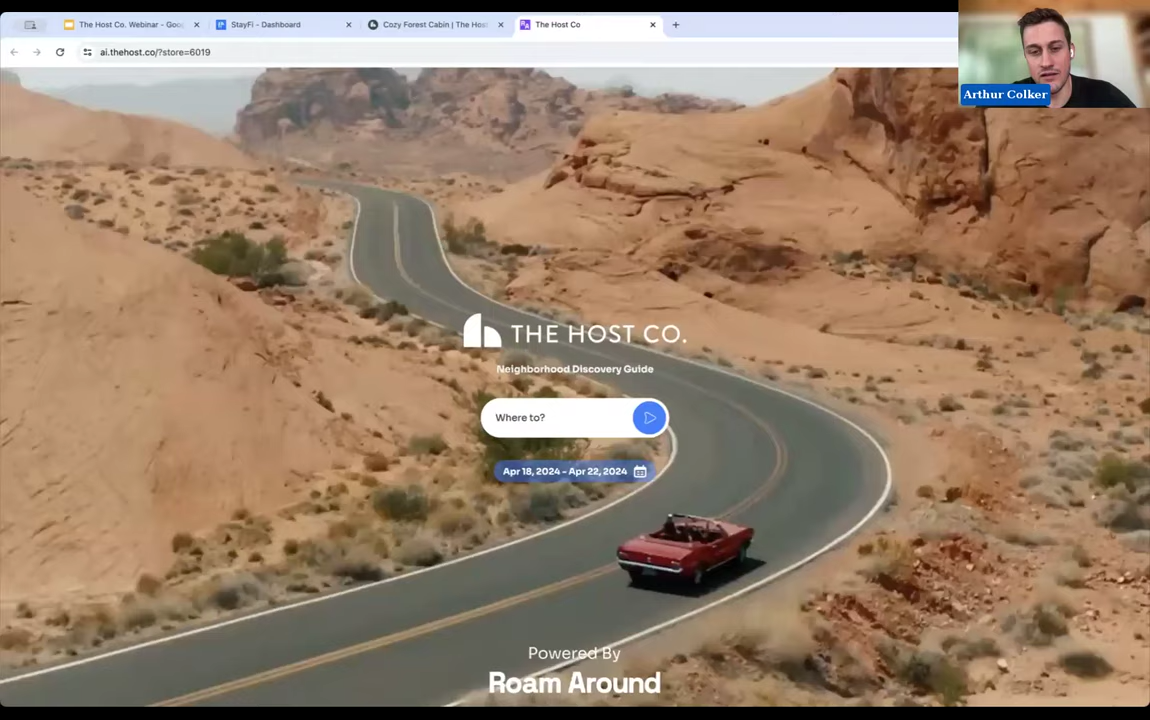 The Host Co. Webinar - Goog
StayFi - Dashboard
Cozy Forest Cabin | The Host
The Host Co
ai.thehost.co/?store=6019
Arthur Colker
THE HOST CO.
Neighborhood Discovery Guide
Where to?
Apr 18, 2024 - Apr 22, 2024
Powered By
Roam Around